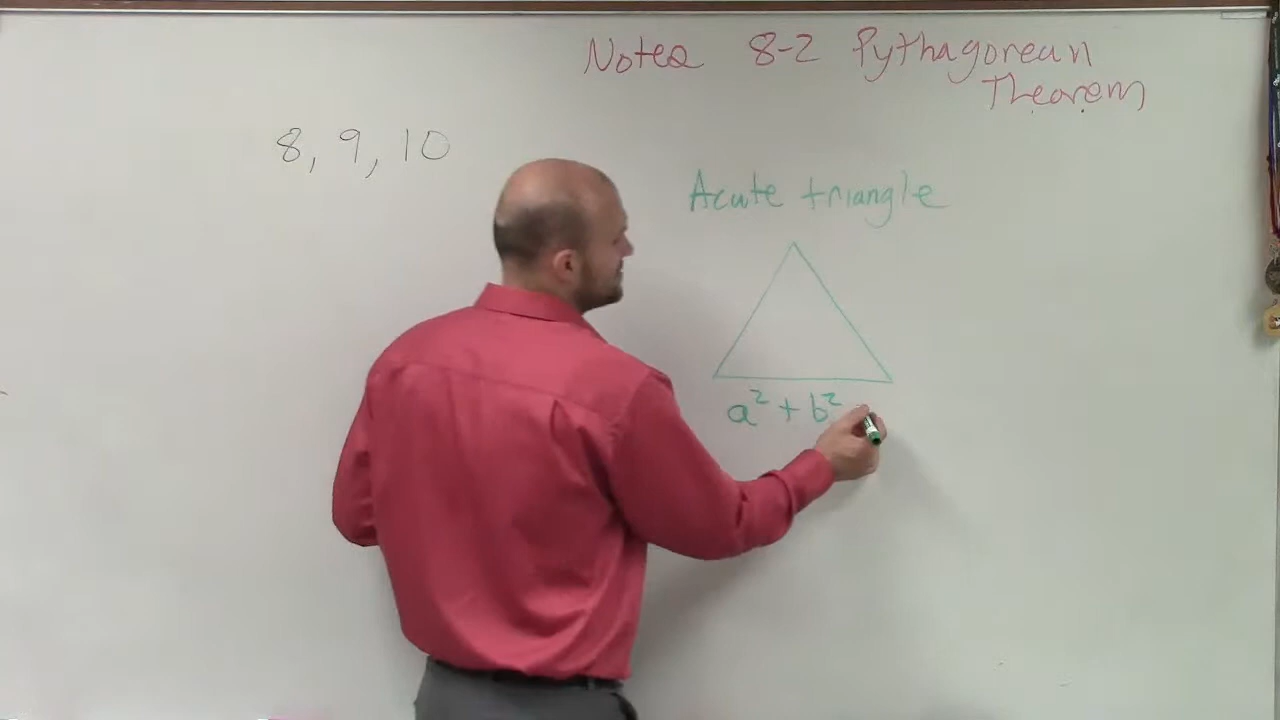 Notes 8-2 Pythagorean
Theorem
8, 9, 10
Acute triangle
a² + b²